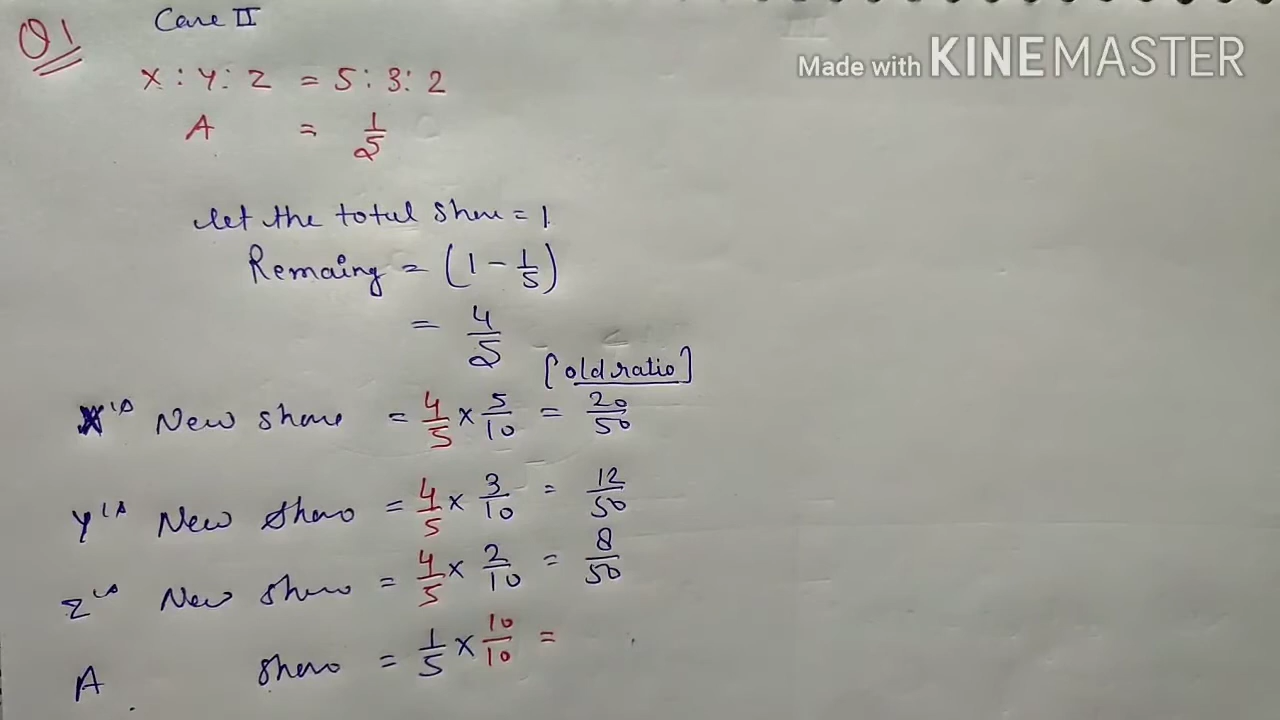 Q1
Case II
Made with KINEMASTER
X : Y : Z = 5 : 3 : 2
A = 1/5
let the total Share = 1
Remaing = (1 - 1/5)
= 4/5
[old ratio]
X's New share = 4/5 × 5/10 = 20/50
Y's New share = 4/5 × 3/10 = 12/50
Z's New share = 4/5 × 2/10 = 8/50
A share = 1/5 × 10/10 =